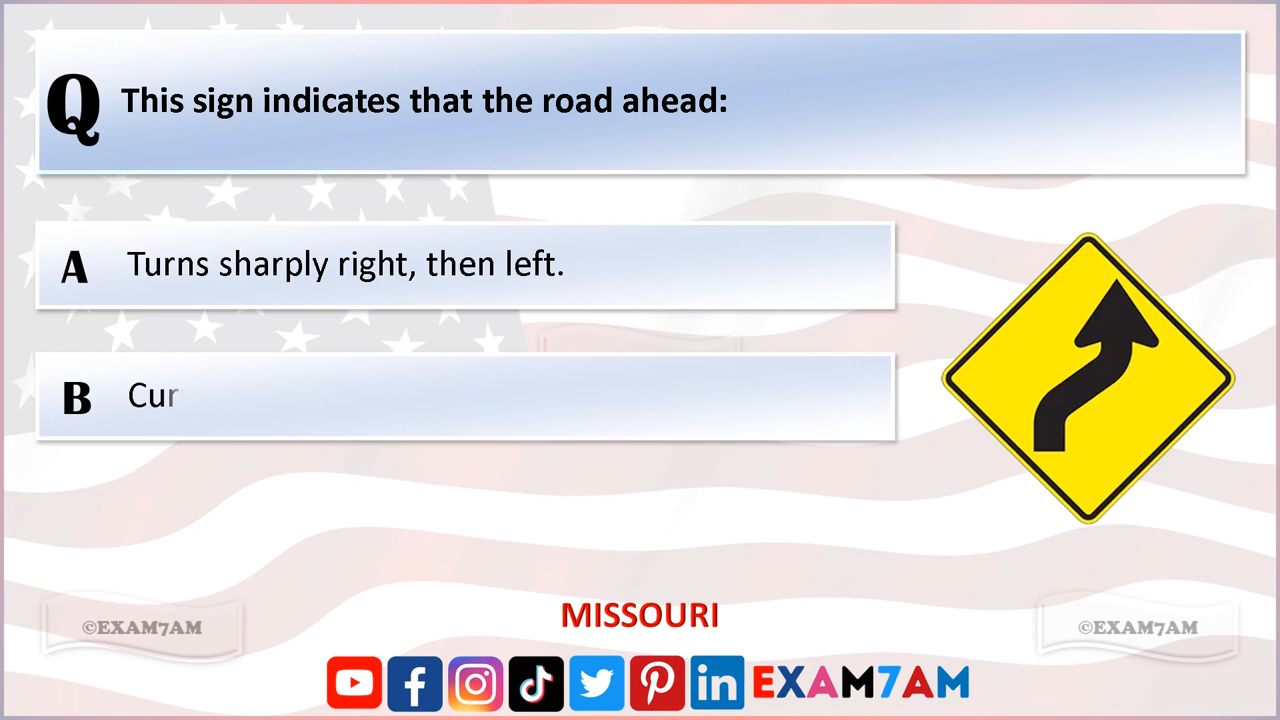 Q This sign indicates that the road ahead:
A Turns sharply right, then left.
B Cur
MISSOURI
©EXAM7AM ©EXAM7AM
EXAM7AM